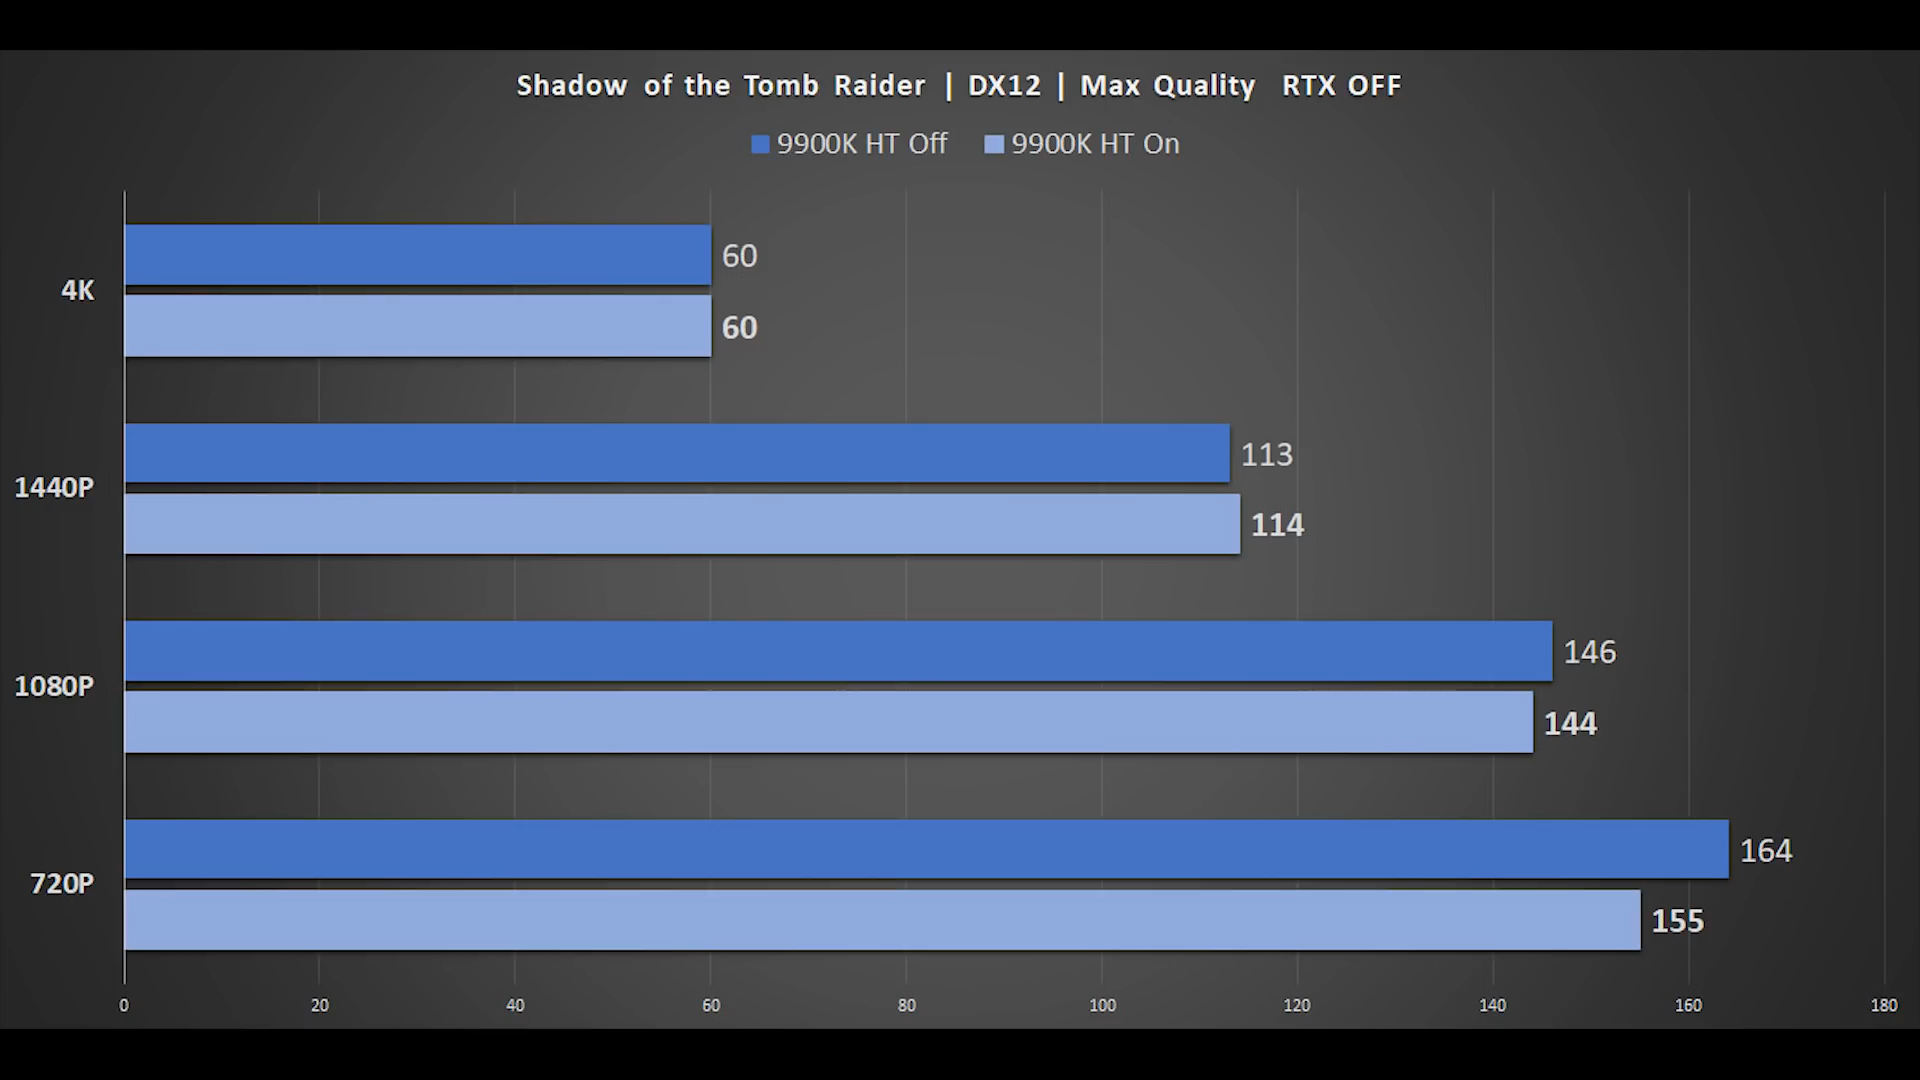 Shadow of the Tomb Raider | DX12 | Max Quality RTX OFF
9900K HT Off 9900K HT On
4K
60
60
1440P
113
114
1080P
146
144
720P
164
155
0 20 40 60 80 100 120 140 160 180